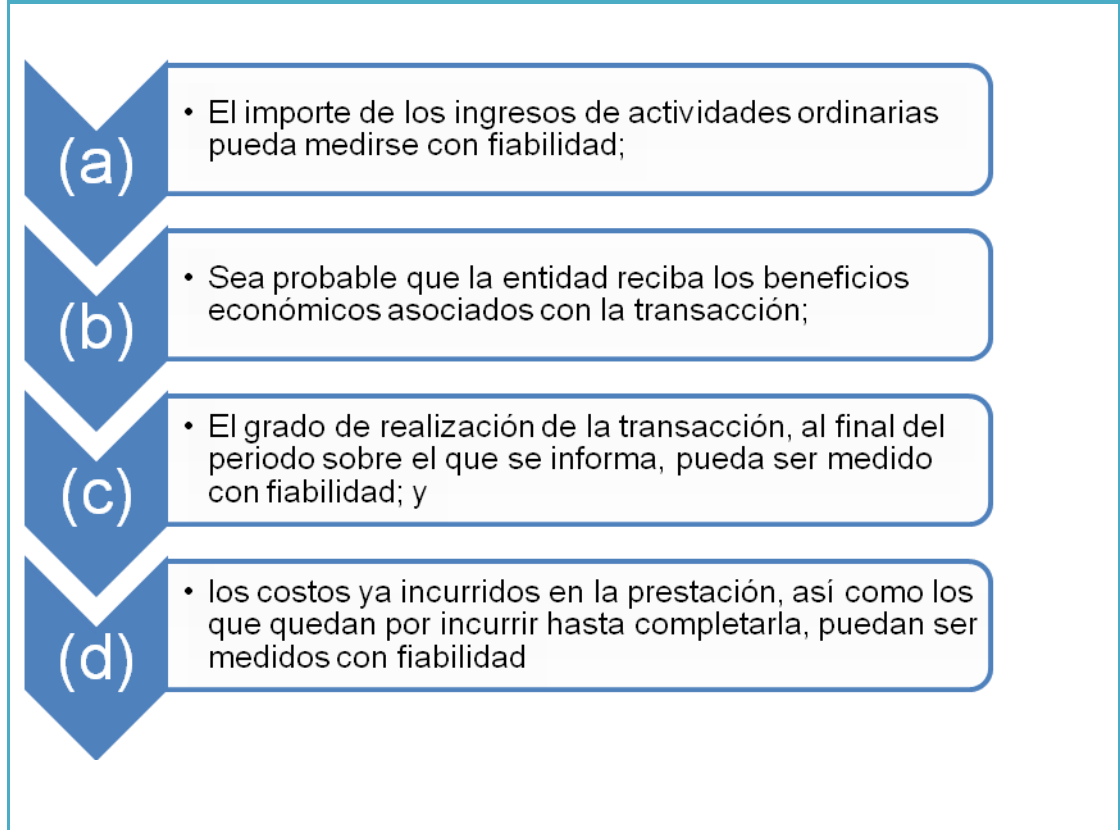 (a)
• El importe de los ingresos de actividades ordinarias
pueda medirse con fiabilidad;
(b)
• Sea probable que la entidad reciba los beneficios
económicos asociados con la transacción;
(c)
• El grado de realización de la transacción, al final del
periodo sobre el que se informa, pueda ser medido
con fiabilidad; y
(d)
• los costos ya incurridos en la prestación, así como los
que quedan por incurrir hasta completarla, puedan ser
medidos con fiabilidad